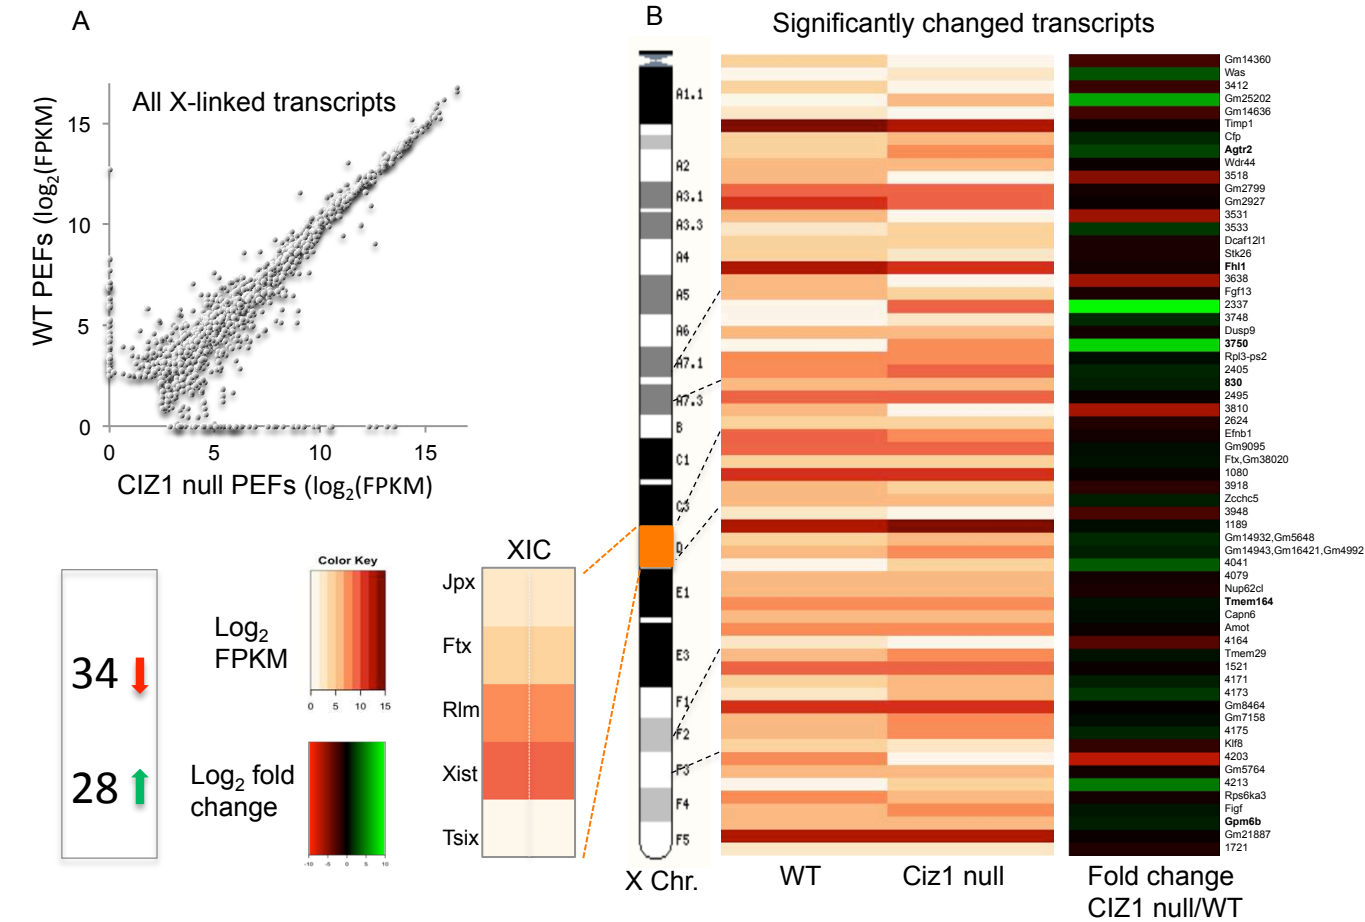 A
B
Significantly changed transcripts
All X-linked transcripts
WT PEFs (log2(FPKM)
15
10
5
0
0
5
10
15
CIZ1 null PEFs (log2(FPKM)
34
28
Log2
FPKM
Color Key
0 5 10 15
Log2 fold
change
-10 -5 0 5 10
XIC
Jpx
Ftx
Rlm
Xist
Tsix
A1.1
A2
A3.1
A3.3
A4
A5
A6
A7.1
A7.3
B
C1
C3
D
E1
E3
F1
F2
F3
F4
F5
X Chr.
Gm14360
Was
3412
Gm25202
Gm14636
Timp1
Cfp
Agtr2
Wdr44
3518
Gm2799
Gm2927
3531
3533
Dcaf12l1
Stk26
Fhl1
3638
Fgf13
2337
3748
Dusp9
3750
Rpl3-ps2
2405
830
2495
3810
2624
Efnb1
Gm9095
Ftx,Gm38020
1080
3918
Zcchc5
3948
1189
Gm14932,Gm5648
Gm14943,Gm16421,Gm4992
4041
4079
Nup62cl
Tmem164
Capn6
Amot
4164
Tmem29
1521
4171
4173
Gm8464
Gm7158
4175
Klf8
4203
Gm5764
4213
Rps6ka3
Figf
Gpm6b
Gm21887
1721
WT
Ciz1 null
Fold change
CIZ1 null/WT